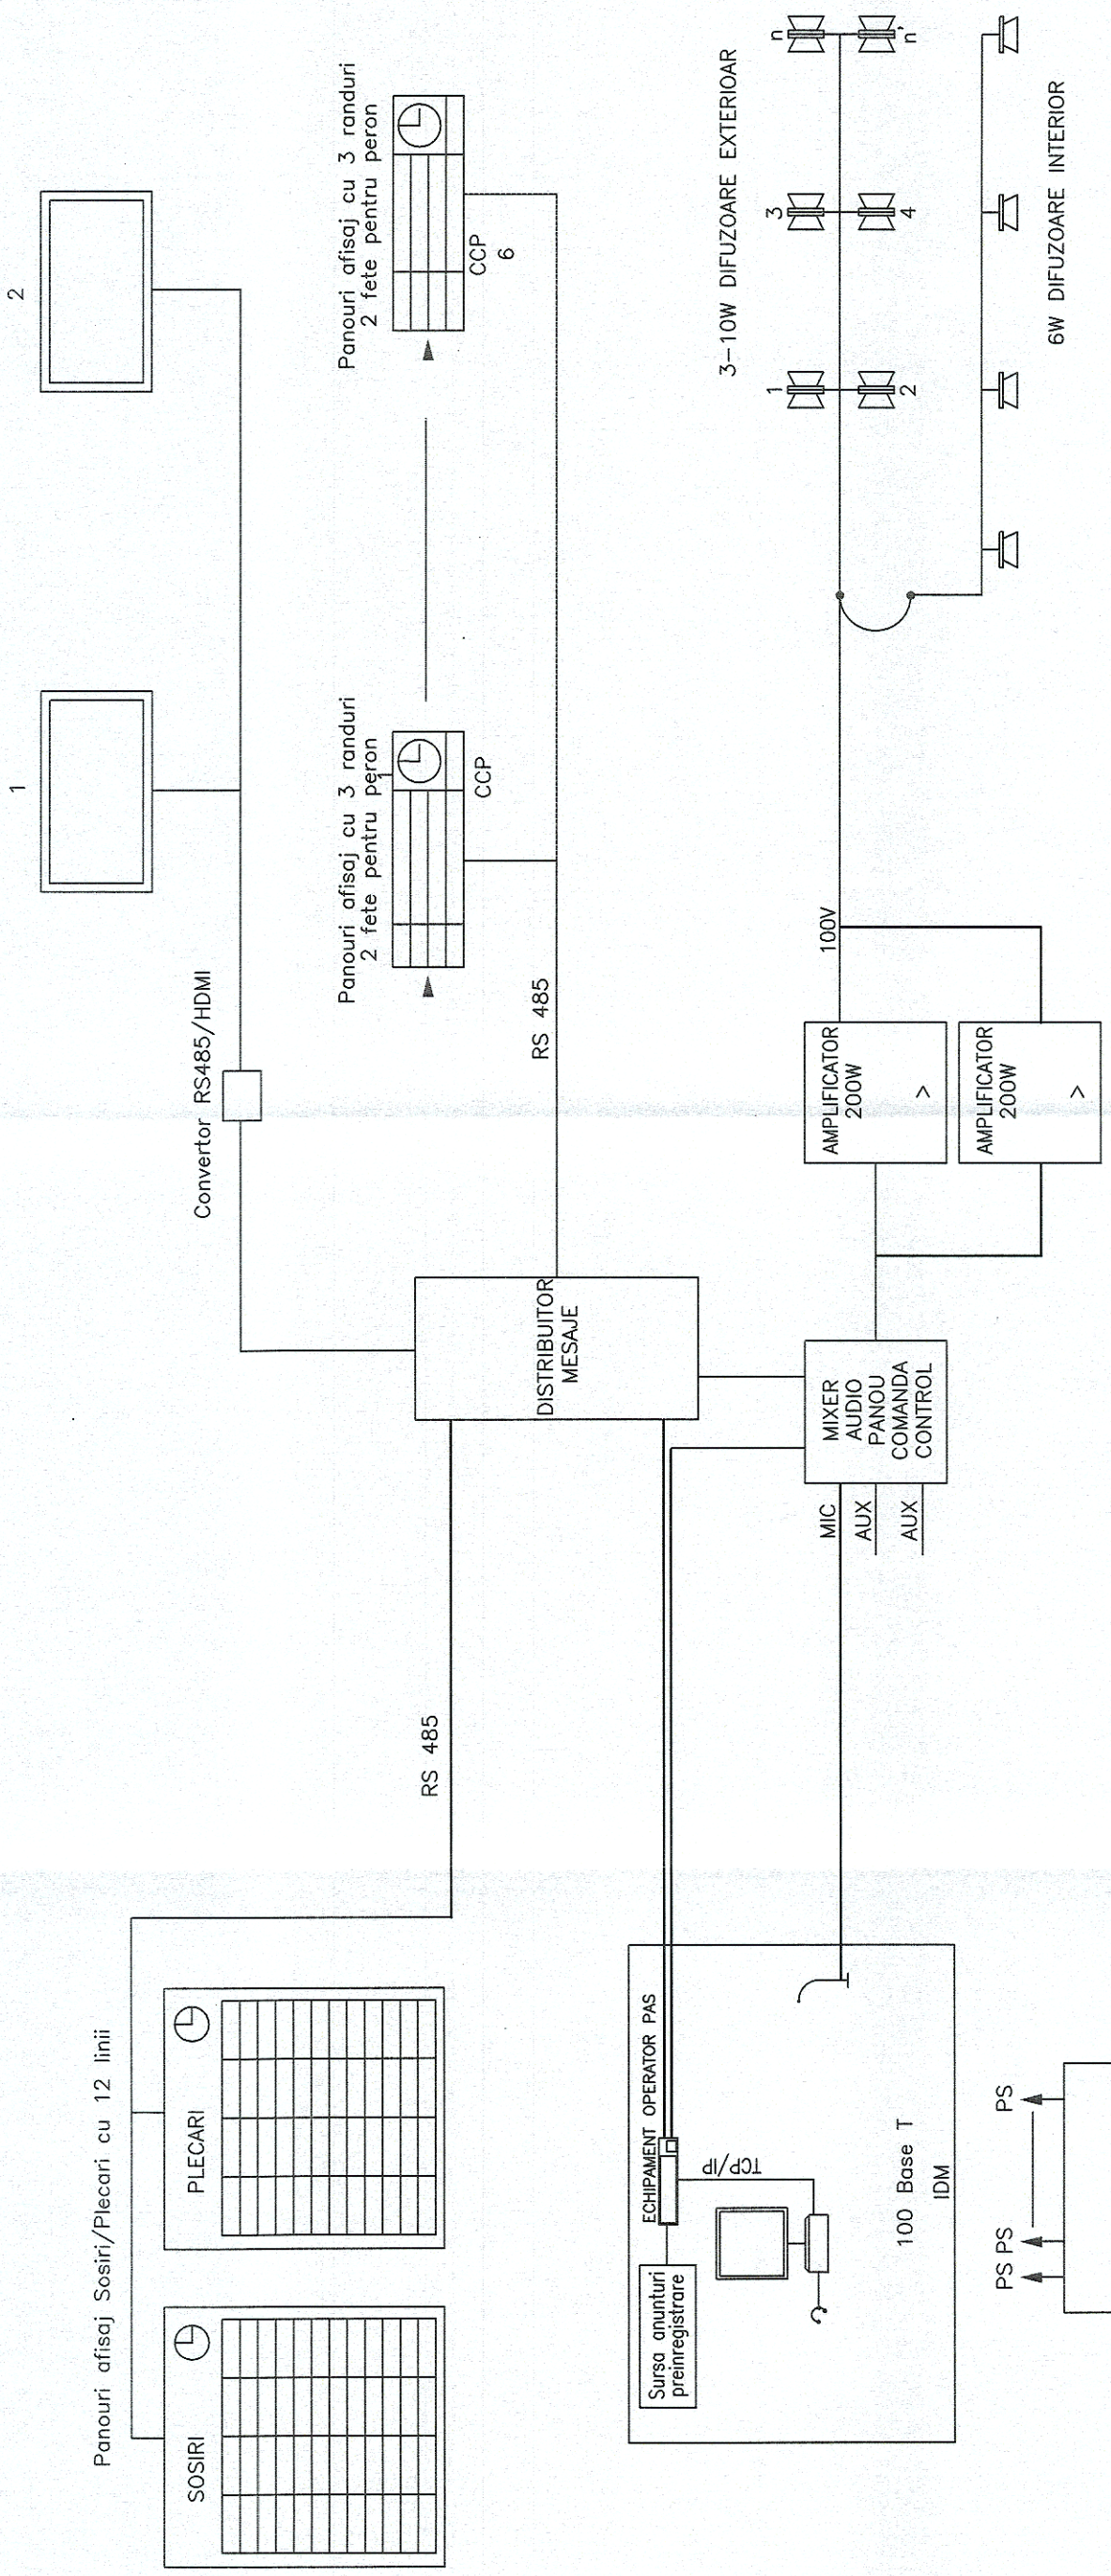 Panouri afisaj Sosiri/Plecari cu 12 linii
SOSIRI
PLECARI
RS 485
Convertor RS485/HDMI
1
2
Panouri afisaj cu 3 randuri
2 fete pentru peron
1
CCP
Panouri afisaj cu 3 randuri
2 fete pentru peron
CCP
6
RS 485
DISTRIBUITOR
MESAJE
ECHIPAMENT OPERATOR PAS
Sursa anunturi
preinregistrare
TCP/IP
100 Base T
IDM
MIC
AUX
AUX
MIXER
AUDIO
PANOU
COMANDA
CONTROL
AMPLIFICATOR
200W
>
AMPLIFICATOR
200W
>
100V
3-10W DIFUZOARE EXTERIOAR
1
3
n
2
4
n'
6W DIFUZOARE INTERIOR
PS PS
PS